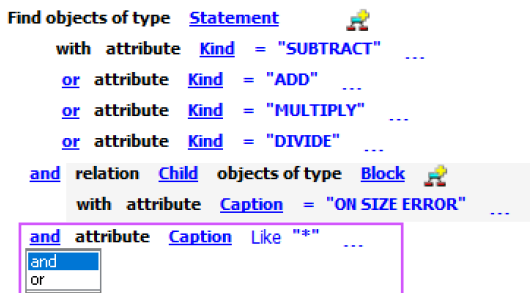 Find objects of type Statement
with attribute Kind = "SUBTRACT" ...
or attribute Kind = "ADD" ...
or attribute Kind = "MULTIPLY" ...
or attribute Kind = "DIVIDE" ...
and relation Child objects of type Block
with attribute Caption = "ON SIZE ERROR" ...
and attribute Caption Like "*" ...
and
or